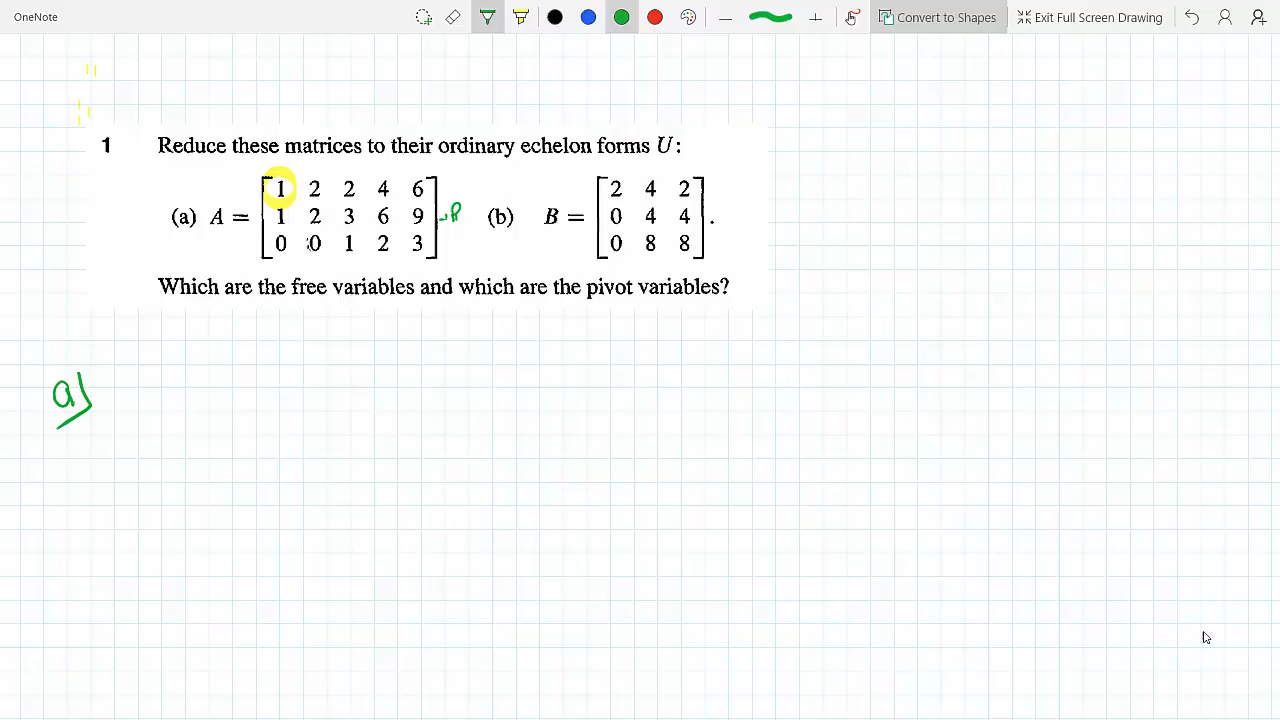 OneNote
Convert to Shapes Exit Full Screen Drawing
1 Reduce these matrices to their ordinary echelon forms U:
(a) A = [1 2 2 4 6
1 2 3 6 9
0 0 1 2 3] (b) B = [2 4 2
0 4 4
0 8 8].
Which are the free variables and which are the pivot variables?
a)